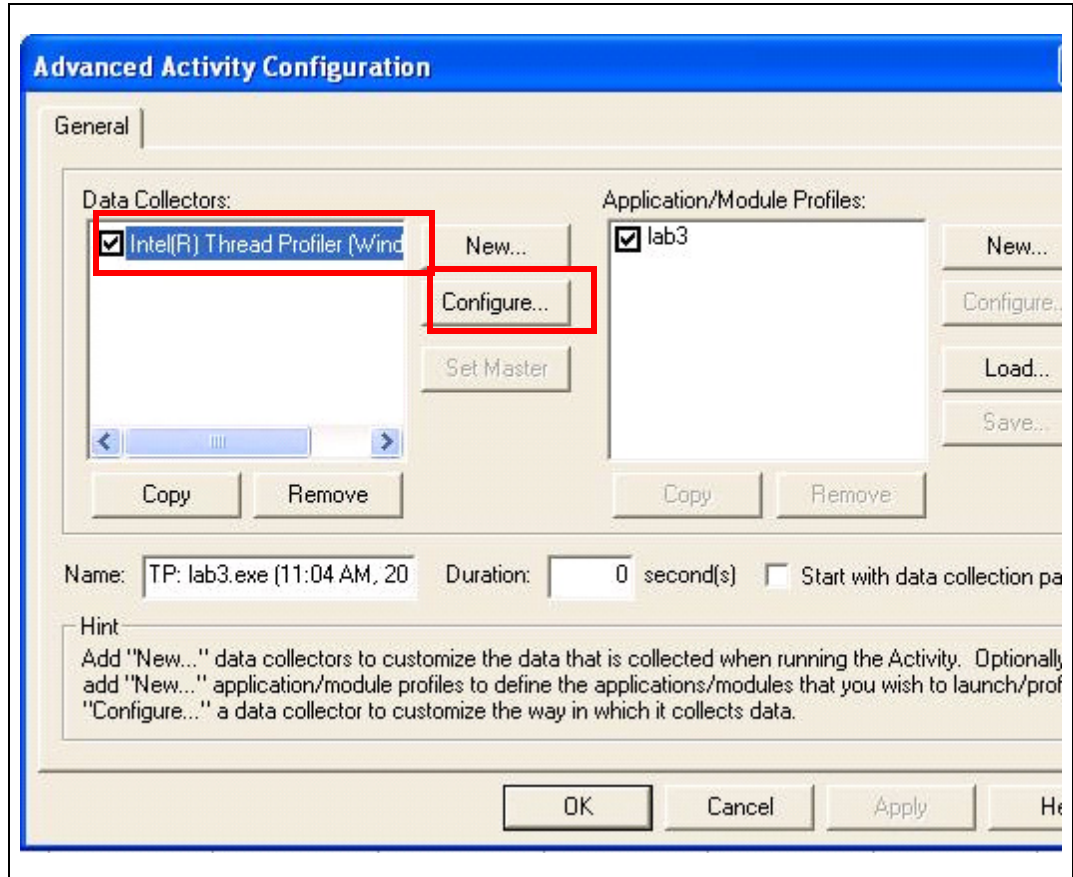 Advanced Activity Configuration
General
Data Collectors:
Intel(R) Thread Profiler (Wind
New...
Configure...
Set Master
Copy
Remove
Application/Module Profiles:
lab3
New...
Configure..
Load...
Save...
Copy
Remove
Name: TP: lab3.exe (11:04 AM, 20
Duration: 0 second(s)
Start with data collection pa
Hint
Add "New..." data collectors to customize the data that is collected when running the Activity. Optionally
add "New..." application/module profiles to define the applications/modules that you wish to launch/prof
"Configure..." a data collector to customize the way in which it collects data.
OK
Cancel
Apply
He